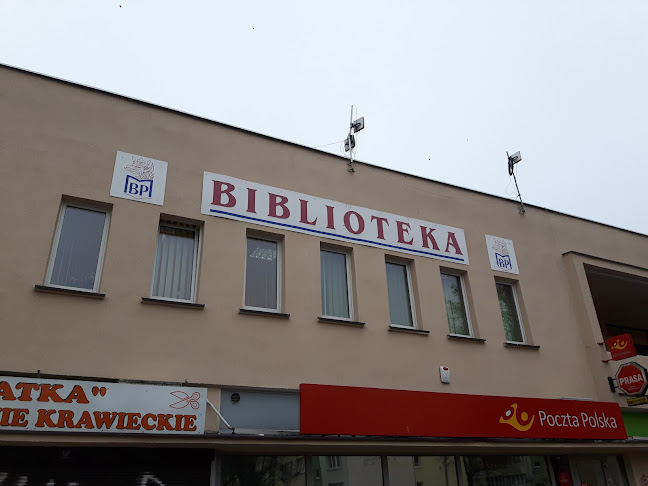 BP
BIBLIOTEKA
BP
ATKA"
IE KRAWIECKIE
Poczta Polska
PRASA